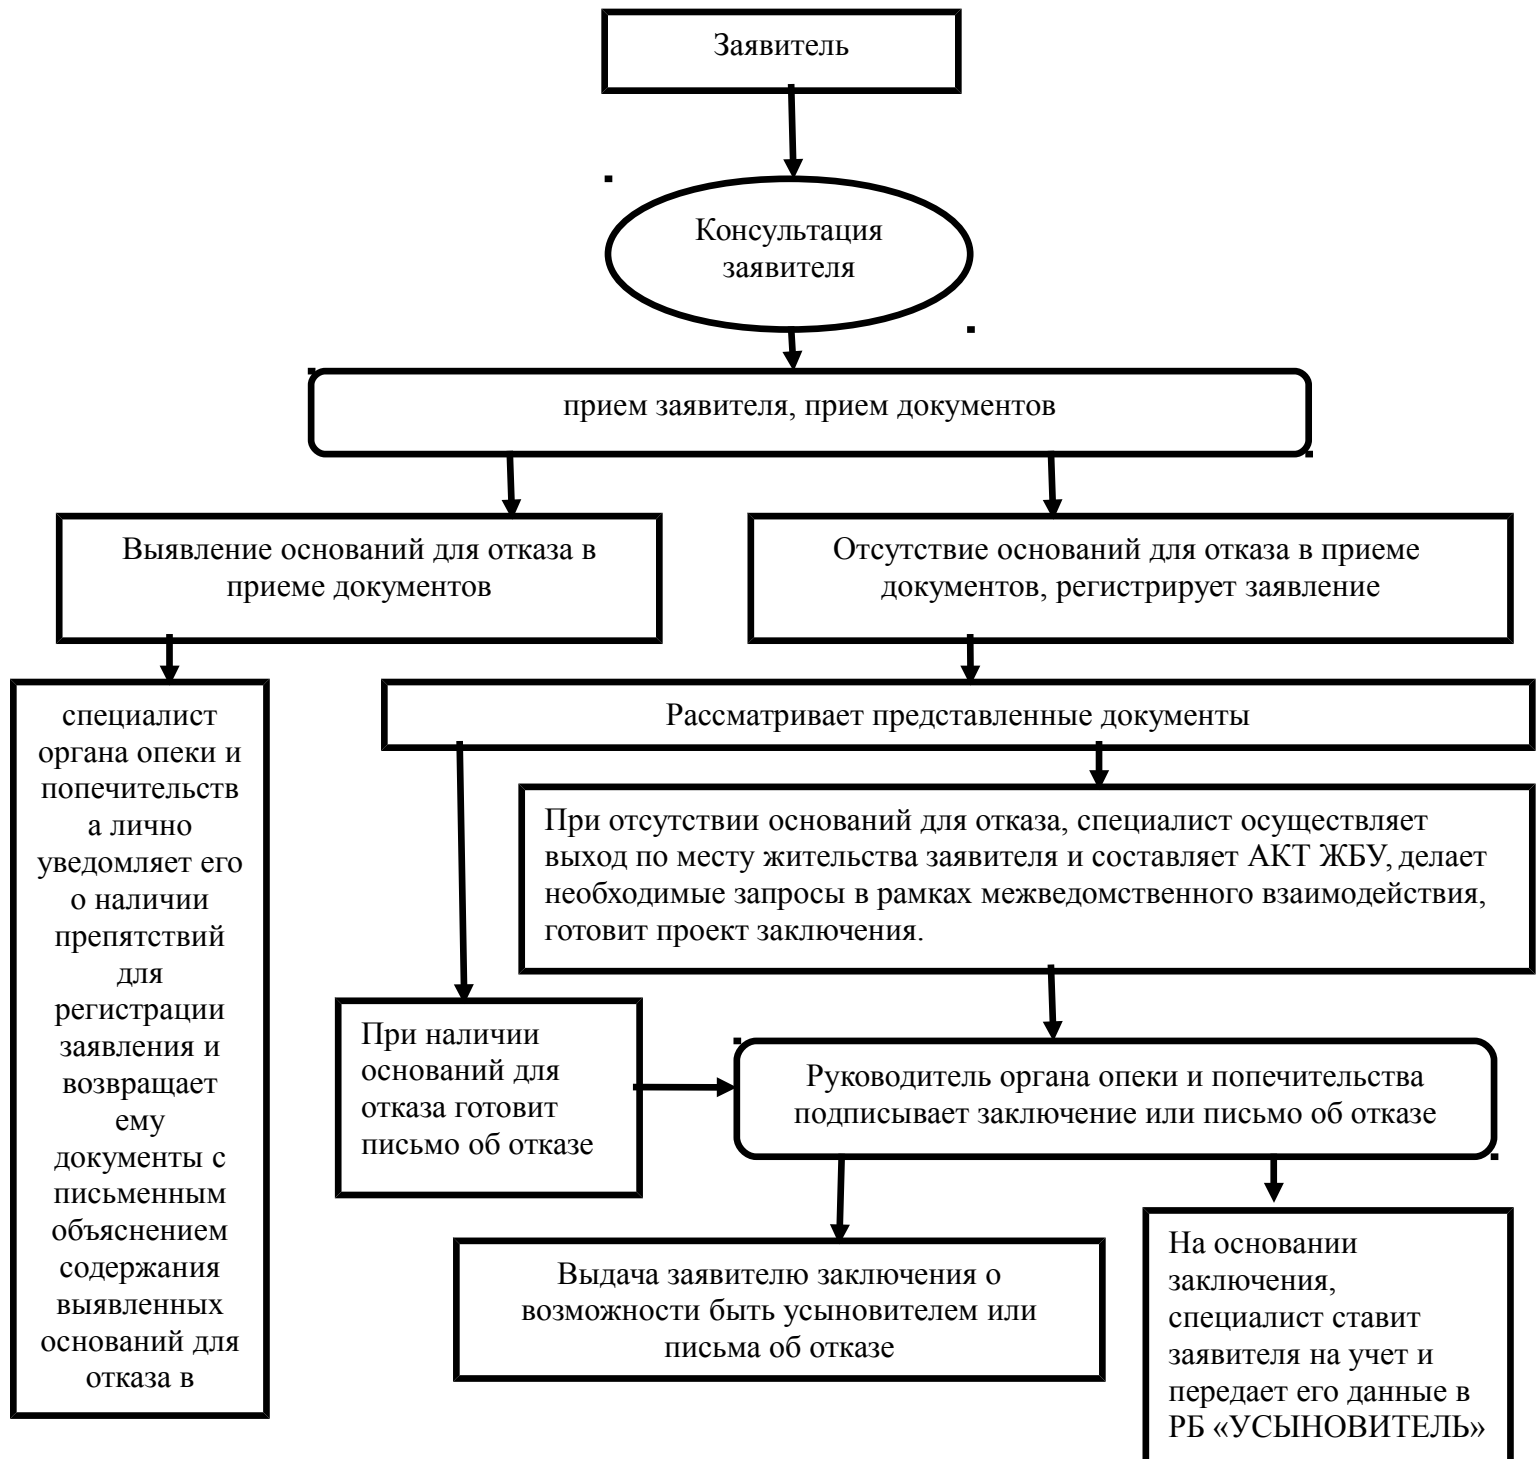 Заявитель
Консультация
заявителя
прием заявителя, прием документов
Выявление оснований для отказа в
приеме документов
Отсутствие оснований для отказа в приеме
документов, регистрирует заявление
специалист
органа опеки и
попечительств
а лично
уведомляет его
о наличии
препятствий
для
регистрации
заявления и
возвращает
ему
документы с
письменным
объяснением
содержания
выявленных
оснований для
отказа в
Рассматривает представленные документы
При отсутствии оснований для отказа, специалист осуществляет
выход по месту жительства заявителя и составляет АКТ ЖБУ, делает
необходимые запросы в рамках межведомственного взаимодействия,
готовит проект заключения.
При наличии
оснований для
отказа готовит
письмо об отказе
Руководитель органа опеки и попечительства
подписывает заключение или письмо об отказе
Выдача заявителю заключения о
возможности быть усыновителем или
письма об отказе
На основании
заключения,
специалист ставит
заявителя на учет и
передает его данные в
РБ «УСЫНОВИТЕЛЬ»